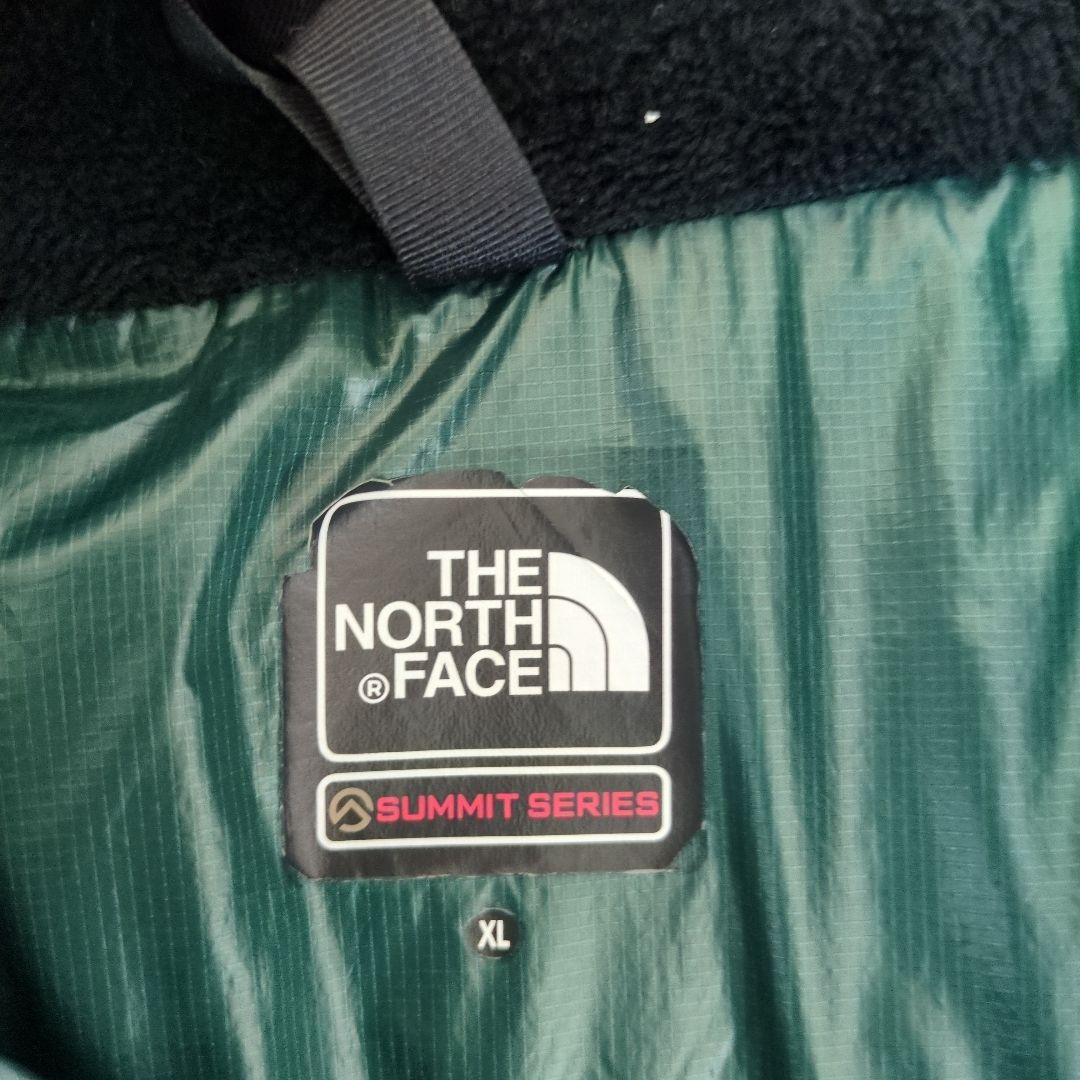 THE
NORTH
® FACE
SUMMIT SERIES
XL